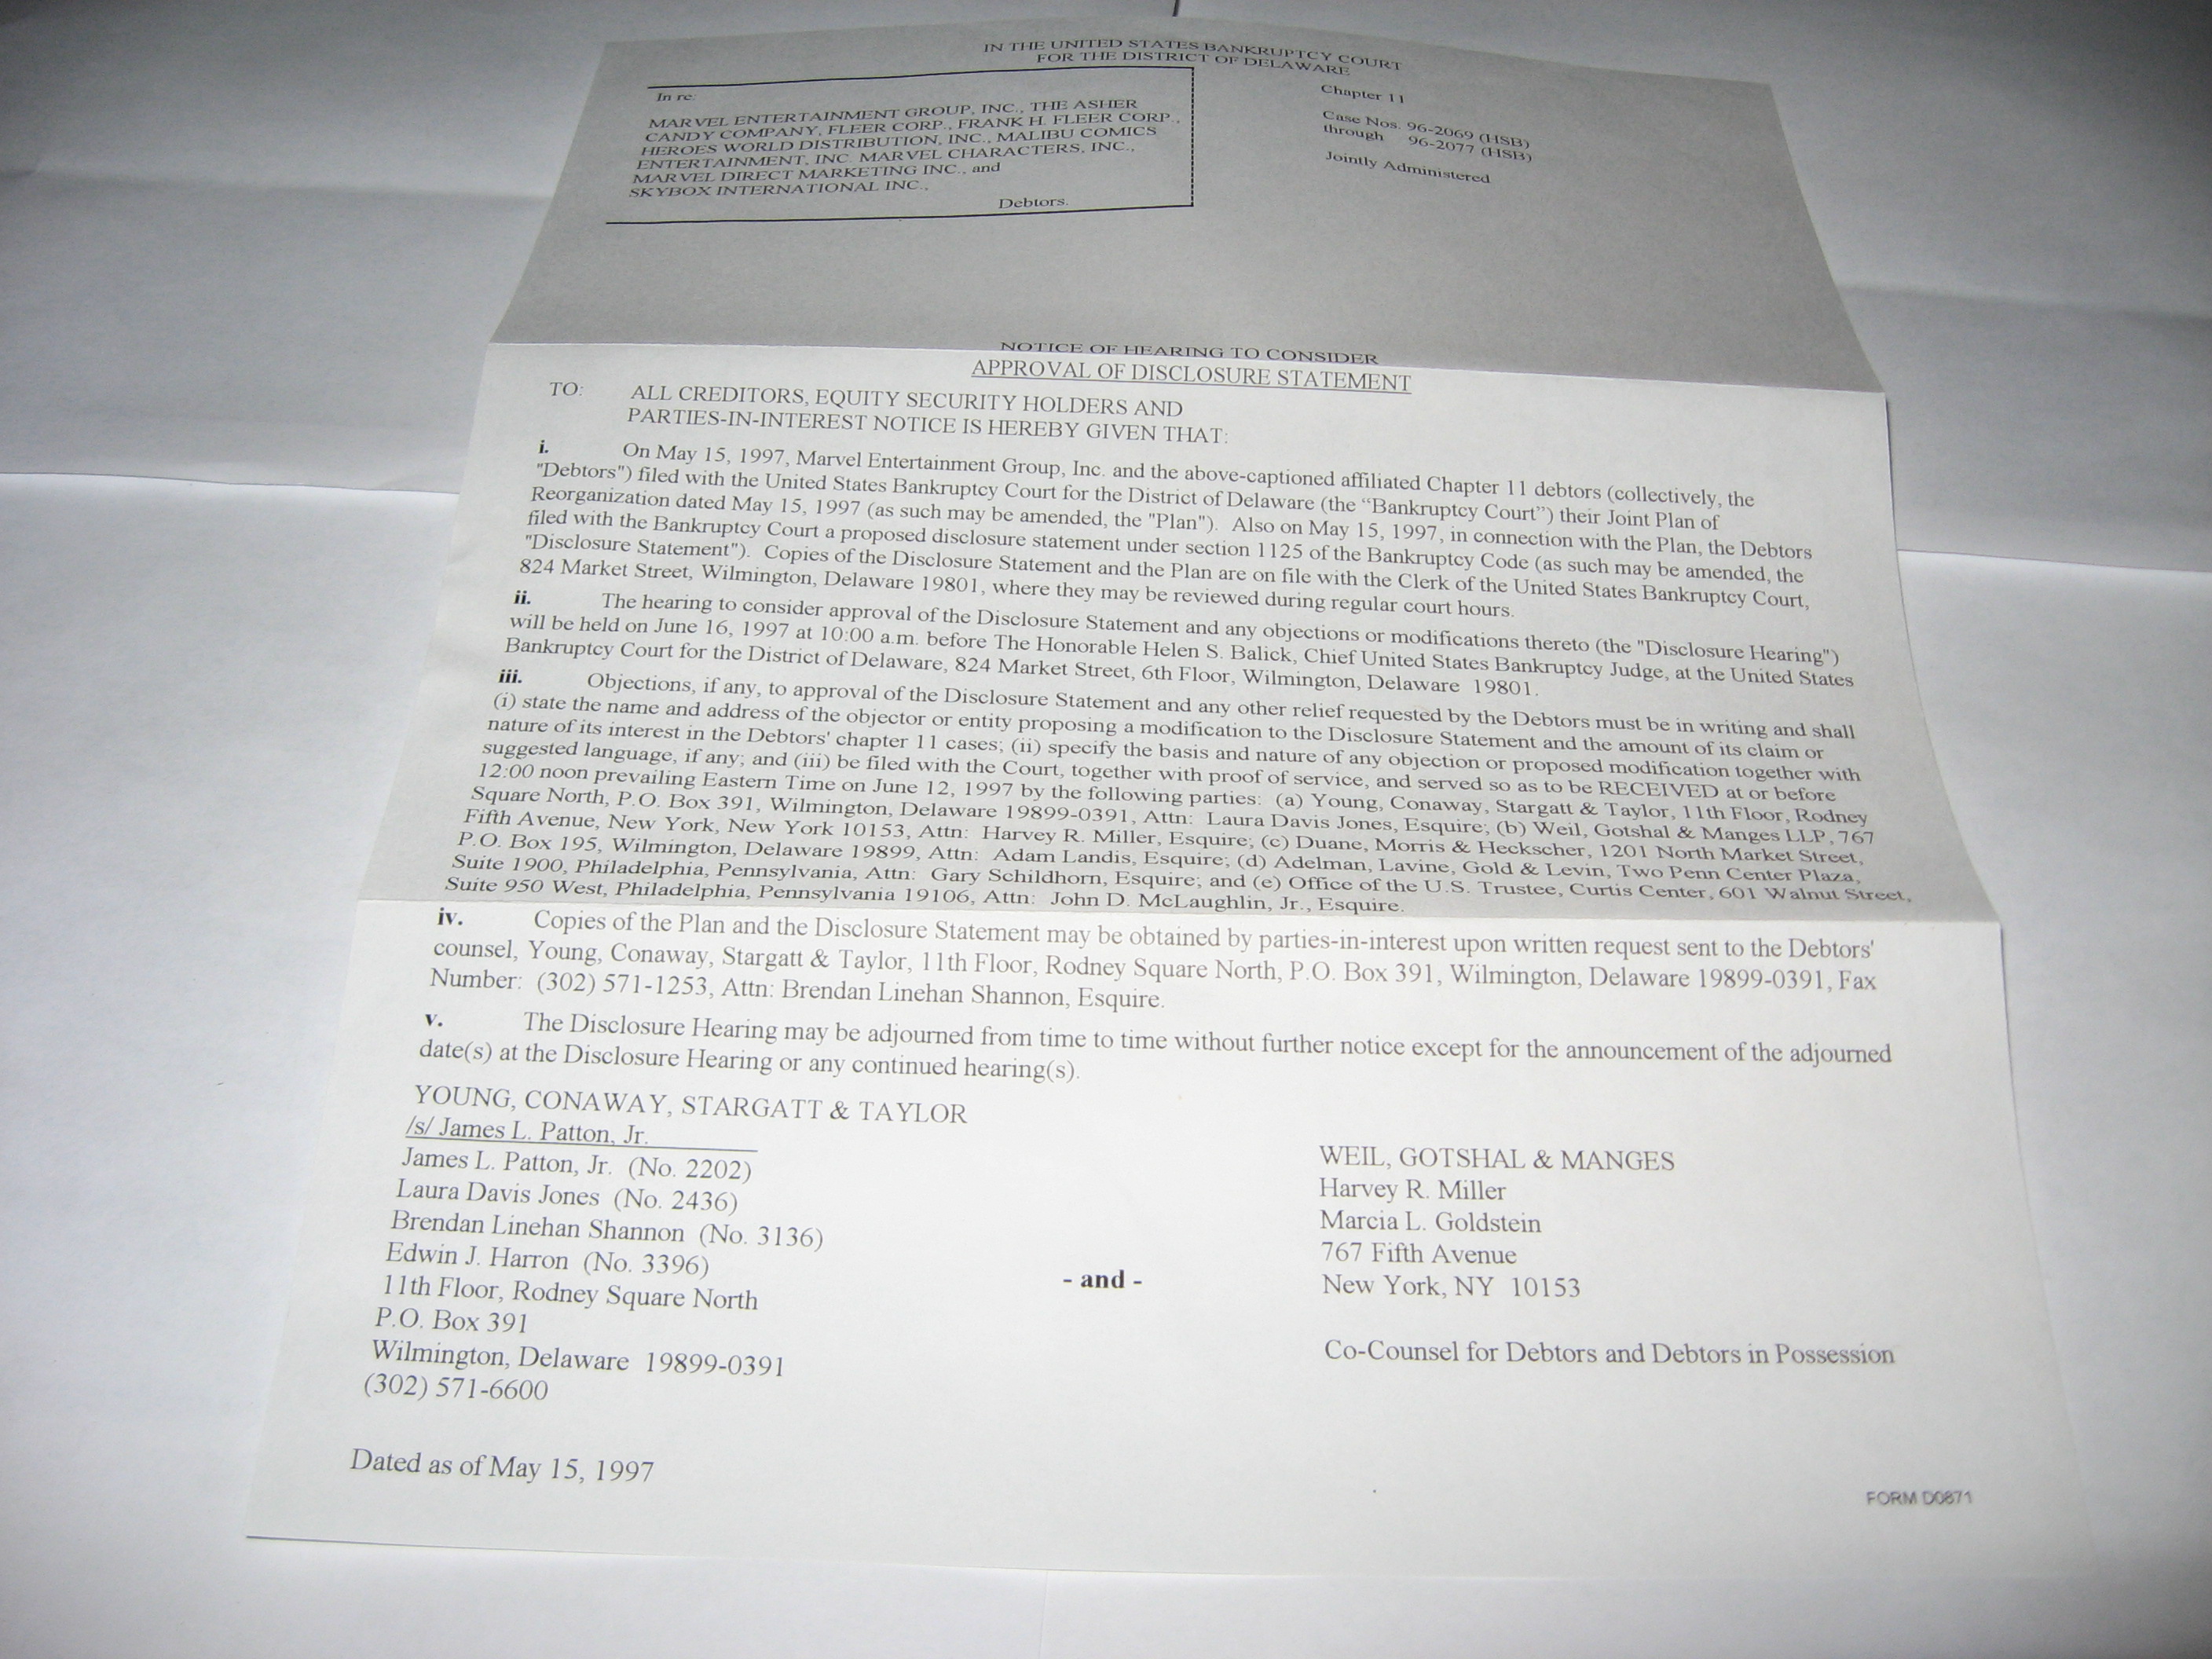 IN THE UNITED STATES BANKRUPTCY COURT
FOR THE DISTRICT OF DELAWARE
In re:
MARVEL ENTERTAINMENT GROUP, INC., THE ASHER
CANDY COMPANY, FLEER CORP., FRANK H. FLEER CORP.,
HEROES WORLD DISTRIBUTION, INC., MALIBU COMICS
ENTERTAINMENT, INC. MARVEL CHARACTERS, INC.,
MARVEL DIRECT MARKETING INC., and
SKYBOX INTERNATIONAL INC.,
Debtors.
Chapter 11
Case Nos. 96-2069 (HSB)
through 96-2077 (HSB)
Jointly Administered
NOTICE OF HEARING TO CONSIDER
APPROVAL OF DISCLOSURE STATEMENT
TO: ALL CREDITORS, EQUITY SECURITY HOLDERS AND
PARTIES-IN-INTEREST NOTICE IS HEREBY GIVEN THAT:
i. On May 15, 1997, Marvel Entertainment Group, Inc. and the above-captioned affiliated Chapter 11 debtors (collectively, the
"Debtors") filed with the United States Bankruptcy Court for the District of Delaware (the “Bankruptcy Court”) their Joint Plan of
Reorganization dated May 15, 1997 (as such may be amended, the "Plan"). Also on May 15, 1997, in connection with the Plan, the Debtors
filed with the Bankruptcy Court a proposed disclosure statement under section 1125 of the Bankruptcy Code (as such may be amended, the
"Disclosure Statement"). Copies of the Disclosure Statement and the Plan are on file with the Clerk of the United States Bankruptcy Court,
824 Market Street, Wilmington, Delaware 19801, where they may be reviewed during regular court hours.
ii. The hearing to consider approval of the Disclosure Statement and any objections or modifications thereto (the "Disclosure Hearing")
will be held on June 16, 1997 at 10:00 a.m. before The Honorable Helen S. Balick, Chief United States Bankruptcy Judge, at the United States
Bankruptcy Court for the District of Delaware, 824 Market Street, 6th Floor, Wilmington, Delaware 19801.
iii. Objections, if any, to approval of the Disclosure Statement and any other relief requested by the Debtors must be in writing and shall
(i) state the name and address of the objector or entity proposing a modification to the Disclosure Statement and the amount of its claim or
nature of its interest in the Debtors' chapter 11 cases; (ii) specify the basis and nature of any objection or proposed modification together with
suggested language, if any; and (iii) be filed with the Court, together with proof of service, and served so as to be RECEIVED at or before
12:00 noon prevailing Eastern Time on June 12, 1997 by the following parties: (a) Young, Conaway, Stargatt & Taylor, 11th Floor, Rodney
Square North, P.O. Box 391, Wilmington, Delaware 19899-0391, Attn: Laura Davis Jones, Esquire; (b) Weil, Gotshal & Manges LLP, 767
Fifth Avenue, New York, New York 10153, Attn: Harvey R. Miller, Esquire; (c) Duane, Morris & Heckscher, 1201 North Market Street,
P.O. Box 195, Wilmington, Delaware 19899, Attn: Adam Landis, Esquire; (d) Adelman, Lavine, Gold & Levin, Two Penn Center Plaza,
Suite 1900, Philadelphia, Pennsylvania, Attn: Gary Schildhorn, Esquire; and (e) Office of the U.S. Trustee, Curtis Center, 601 Walnut Street,
Suite 950 West, Philadelphia, Pennsylvania 19106, Attn: John D. McLaughlin, Jr., Esquire.
iv. Copies of the Plan and the Disclosure Statement may be obtained by parties-in-interest upon written request sent to the Debtors'
counsel, Young, Conaway, Stargatt & Taylor, 11th Floor, Rodney Square North, P.O. Box 391, Wilmington, Delaware 19899-0391, Fax
Number: (302) 571-1253, Attn: Brendan Linehan Shannon, Esquire.
v. The Disclosure Hearing may be adjourned from time to time without further notice except for the announcement of the adjourned
date(s) at the Disclosure Hearing or any continued hearing(s).
YOUNG, CONAWAY, STARGATT & TAYLOR
/s/ James L. Patton, Jr.
James L. Patton, Jr. (No. 2202)
Laura Davis Jones (No. 2436)
Brendan Linehan Shannon (No. 3136)
Edwin J. Harron (No. 3396)
11th Floor, Rodney Square North
P.O. Box 391
Wilmington, Delaware 19899-0391
(302) 571-6600
- and -
WEIL, GOTSHAL & MANGES
Harvey R. Miller
Marcia L. Goldstein
767 Fifth Avenue
New York, NY 10153
Co-Counsel for Debtors and Debtors in Possession
Dated as of May 15, 1997
FORM D0871